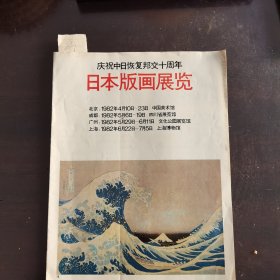 庆祝中日恢复邦交十周年
日本版画展览
北京:1982年4月10日-23日 中国美术馆
成都:1982年5月6日-19日 四川省展览馆
广州:1982年5月29日-6月11日 文化公园展览馆
上海:1982年6月22日-7月5日 上海博物馆